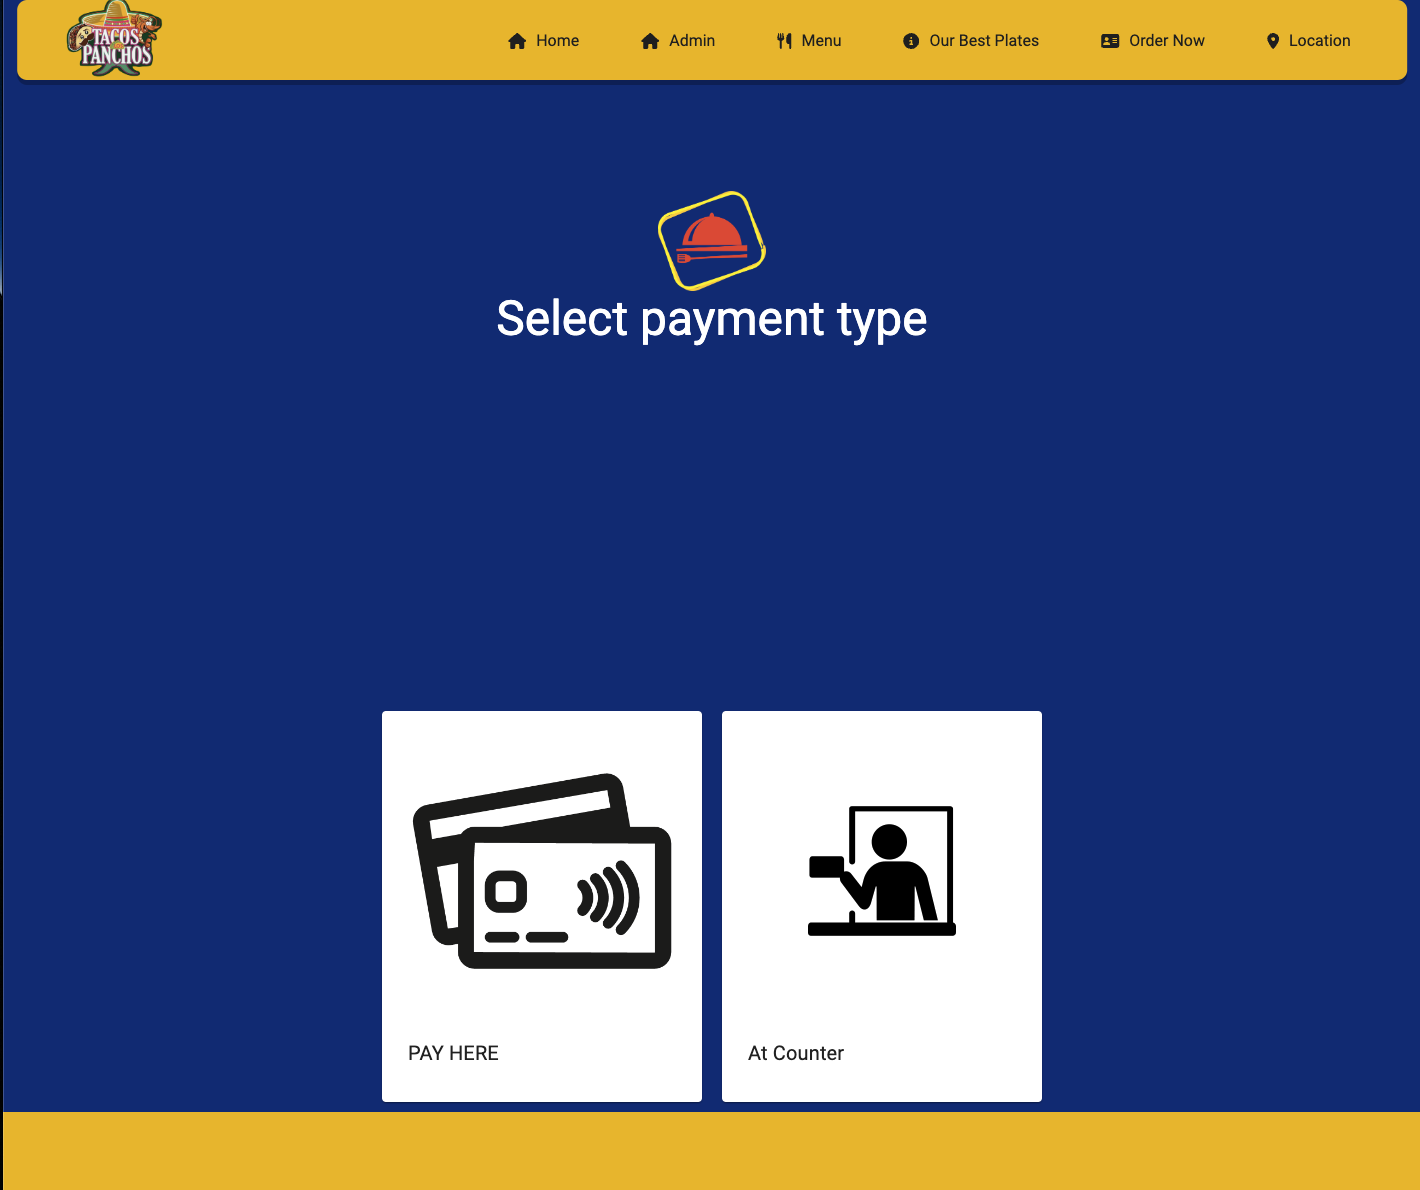 TACOS
PANCHOS
Home
Admin
Menu
Our Best Plates
Order Now
Location
Select payment type
PAY HERE
At Counter